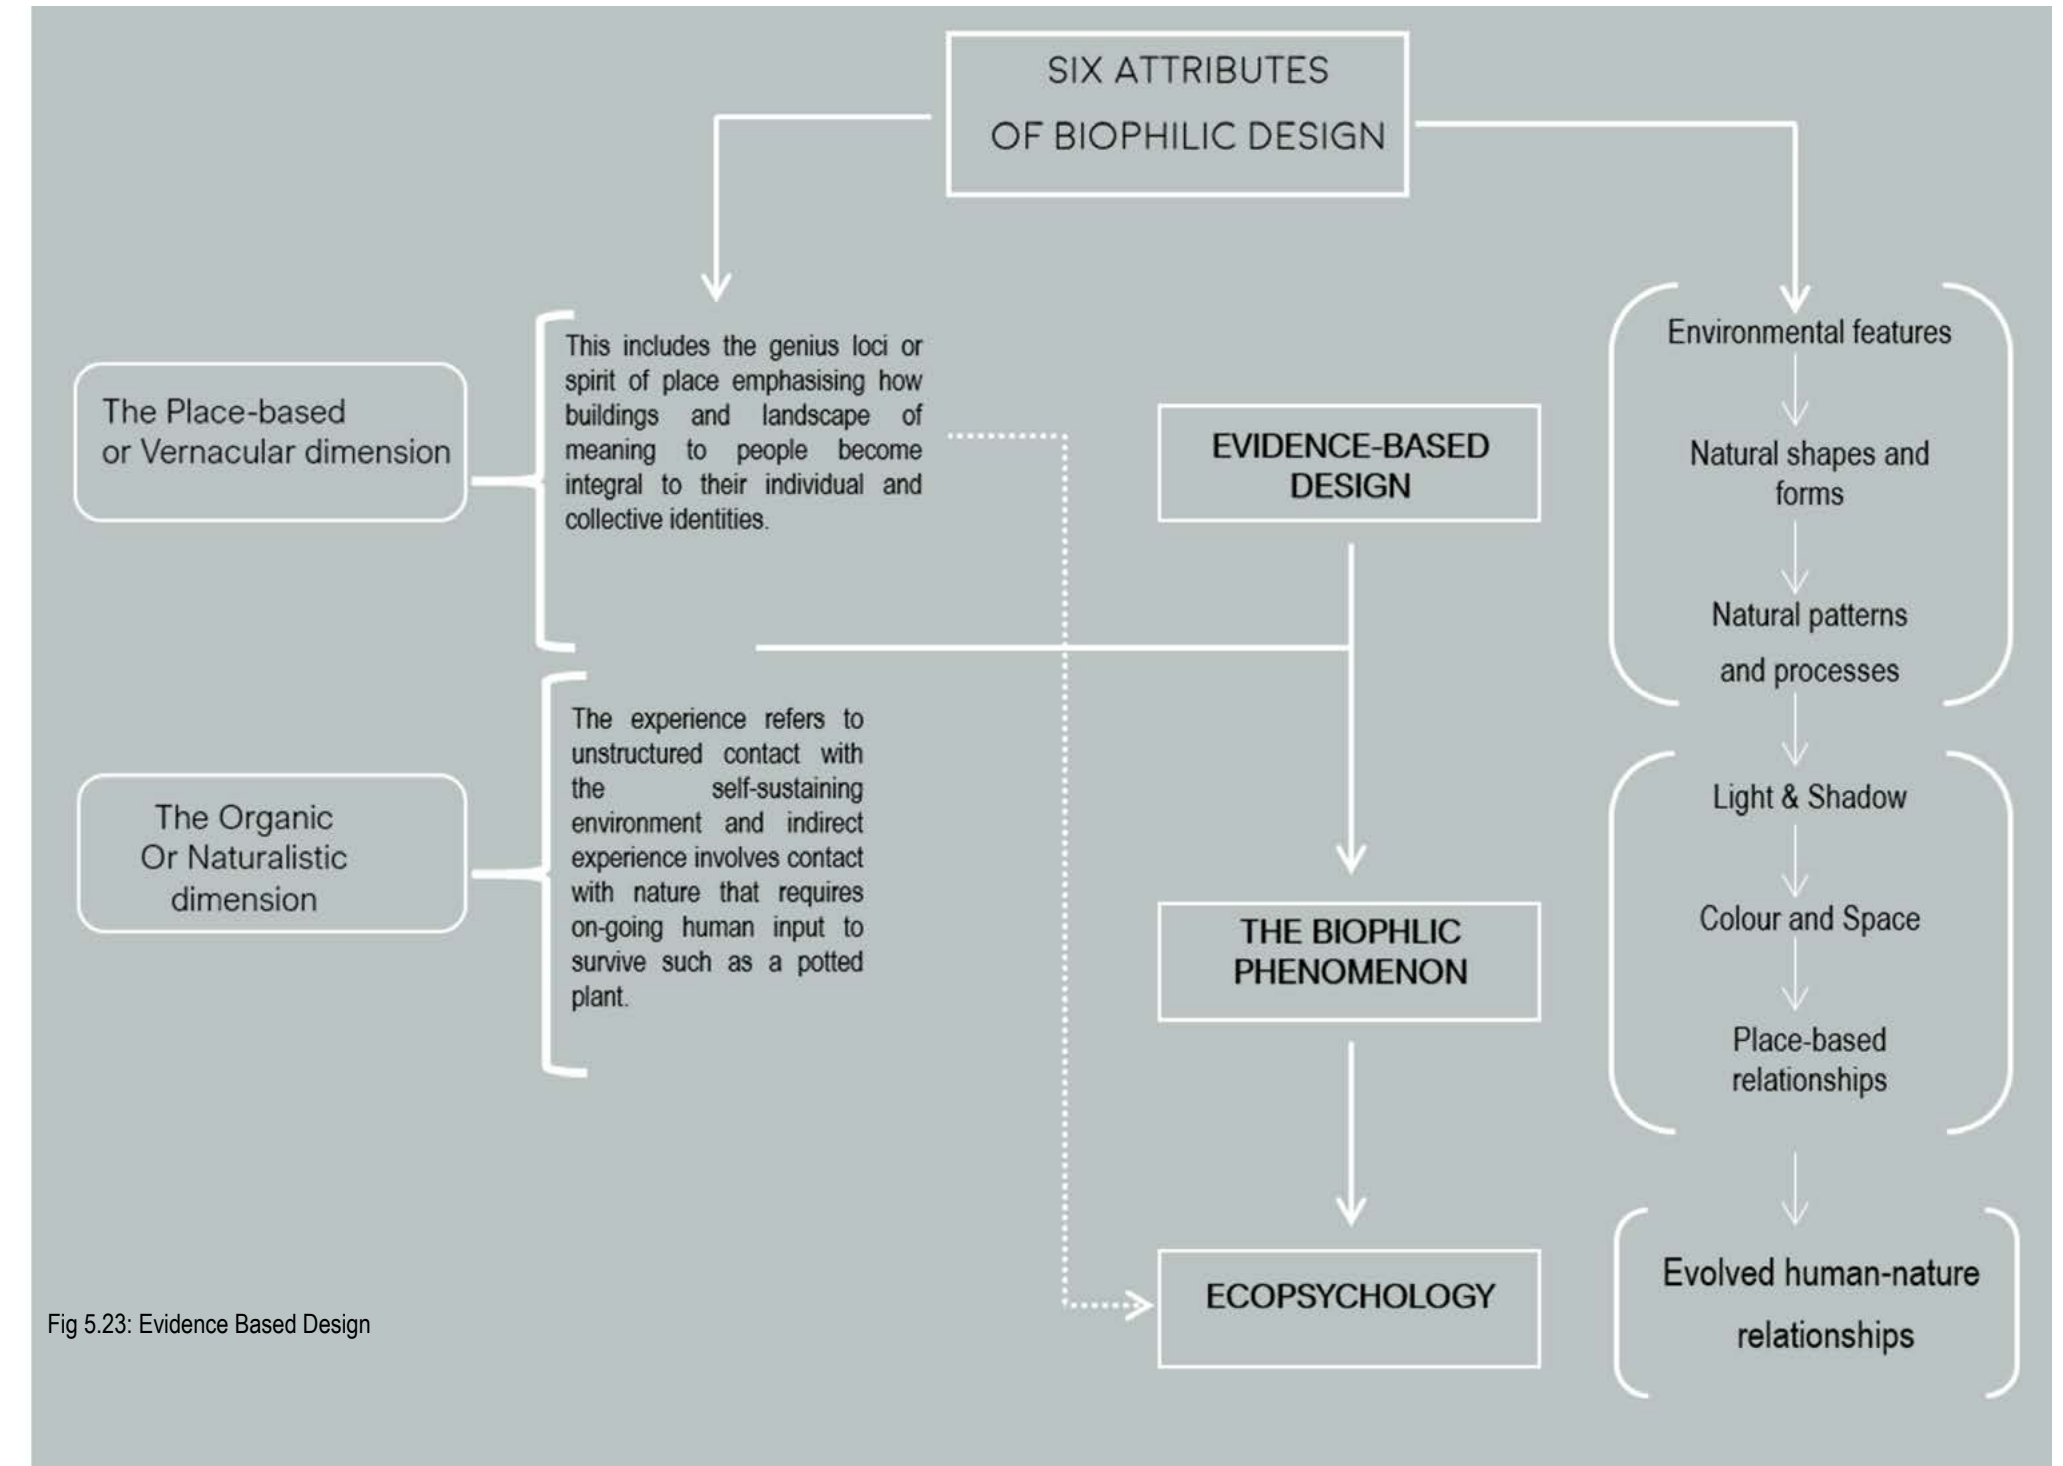 SIX ATTRIBUTES
OF BIOPHILIC DESIGN
The Place-based
or Vernacular dimension
This includes the genius loci or
spirit of place emphasising how
buildings and landscape of
meaning to people become
integral to their individual and
collective identities.
The Organic
Or Naturalistic
dimension
The experience refers to
unstructured contact with
the self-sustaining
environment and indirect
experience involves contact
with nature that requires
on-going human input to
survive such as a potted
plant.
EVIDENCE-BASED
DESIGN
THE BIOPHLIC
PHENOMENON
ECOPSYCHOLOGY
Environmental features
Natural shapes and
forms
Natural patterns
and processes
Light & Shadow
Colour and Space
Place-based
relationships
Evolved human-nature
relationships
Fig 5.23: Evidence Based Design